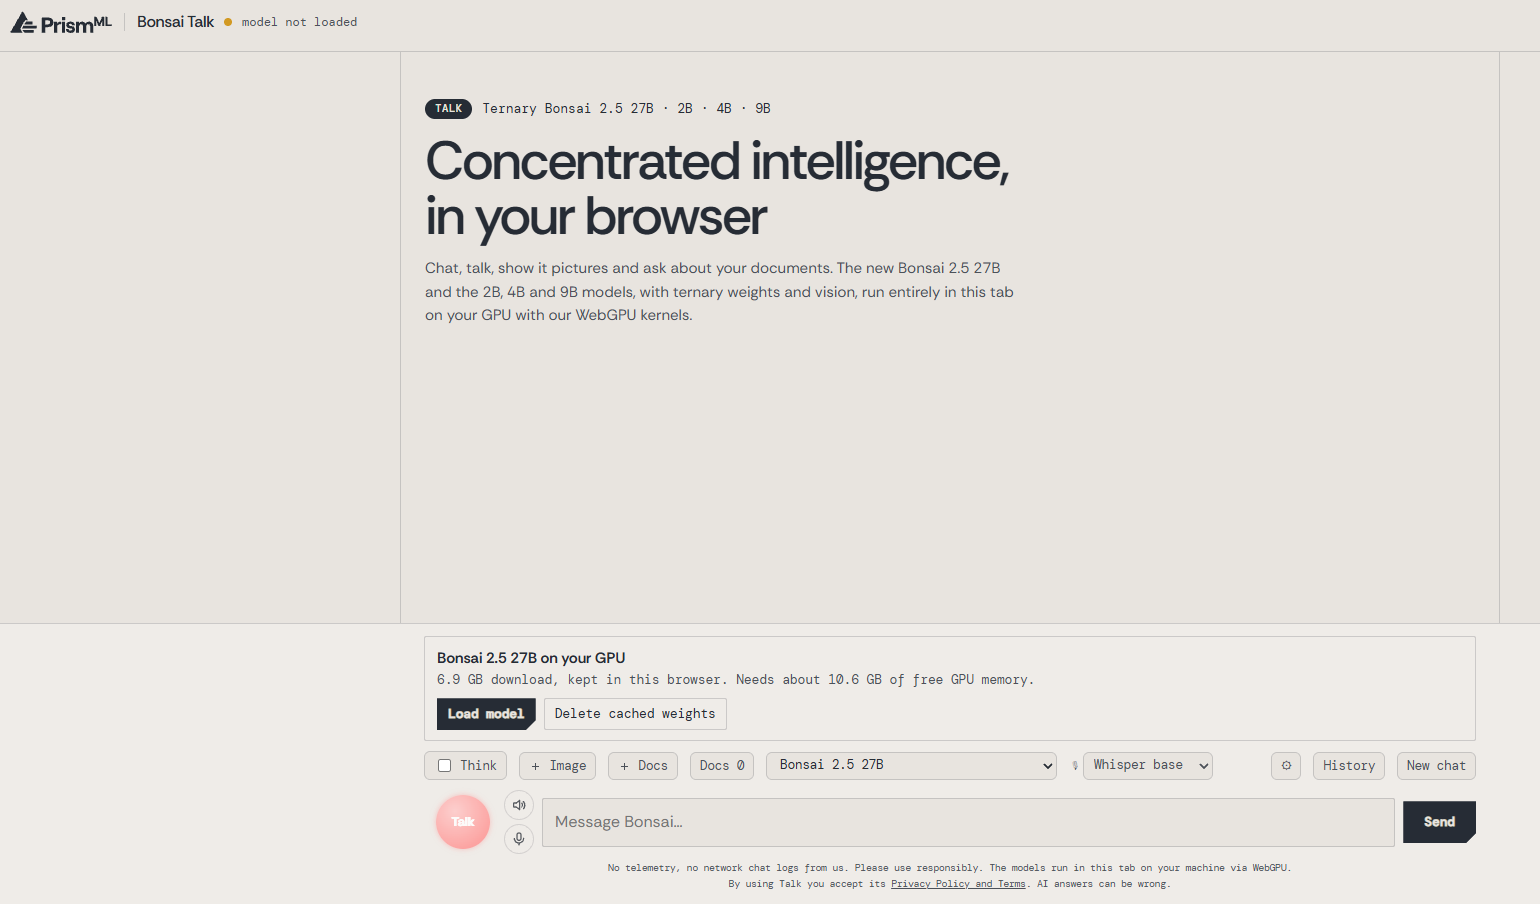 PrismML
Bonsai Talk
model not loaded
TALK
Ternary Bonsai 2.5 27B · 2B · 4B · 9B
Concentrated intelligence,
in your browser
Chat, talk, show it pictures and ask about your documents. The new Bonsai 2.5 27B
and the 2B, 4B and 9B models, with ternary weights and vision, run entirely in this tab
on your GPU with our WebGPU kernels.
Bonsai 2.5 27B on your GPU
6.9 GB download, kept in this browser. Needs about 10.6 GB of free GPU memory.
Load model
Delete cached weights
Think
+ Image
+ Docs
Docs 0
Bonsai 2.5 27B
Whisper base
History
New chat
Talk
Message Bonsai…
Send
No telemetry, no network chat logs from us. Please use responsibly. The models run in this tab on your machine via WebGPU.
By using Talk you accept its Privacy Policy and Terms. AI answers can be wrong.